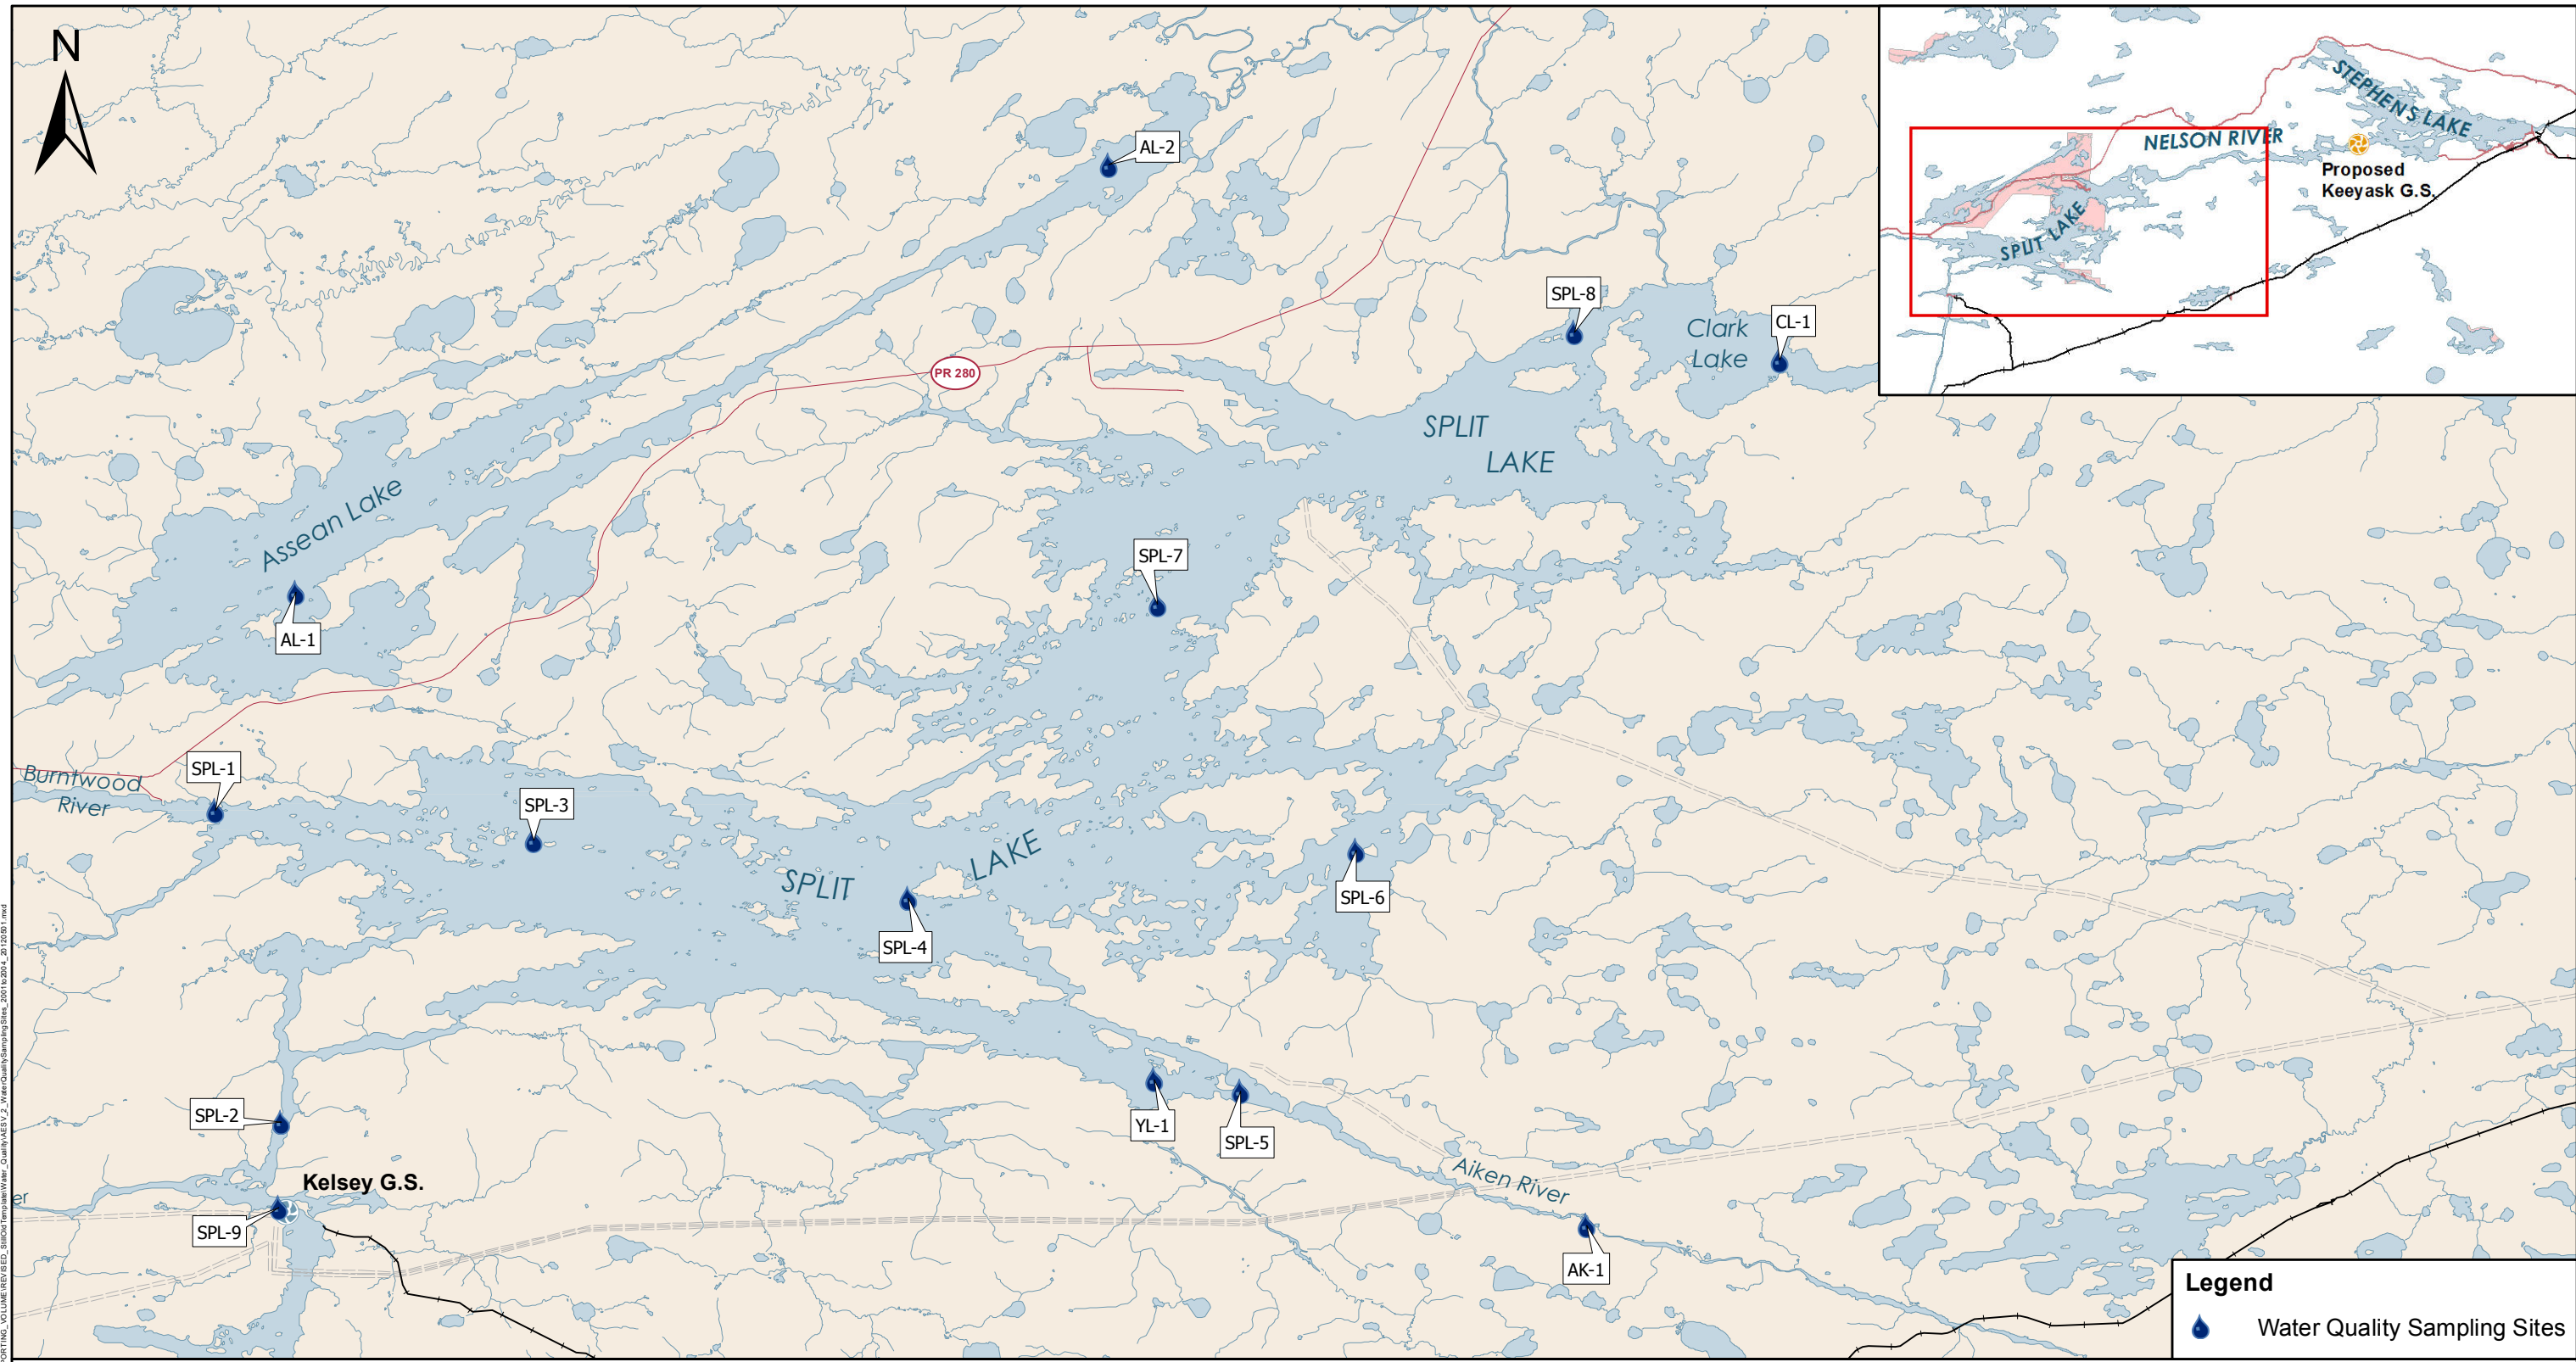 N
AL-2
STEPHENS LAKE
NELSON RIVER
Proposed
Keeyask G.S.
SPLIT LAKE
SPL-8
CL-1
Clark
Lake
PR 280
SPLIT
LAKE
Assean Lake
SPL-7
AL-1
Burntwood
River
SPL-1
SPL-3
SPLIT
LAKE
SPL-6
SPL-4
SPL-2
YL-1
SPL-5
Aiken River
Kelsey G.S.
er
SPL-9
AK-1
Legend
Water Quality Sampling Sites